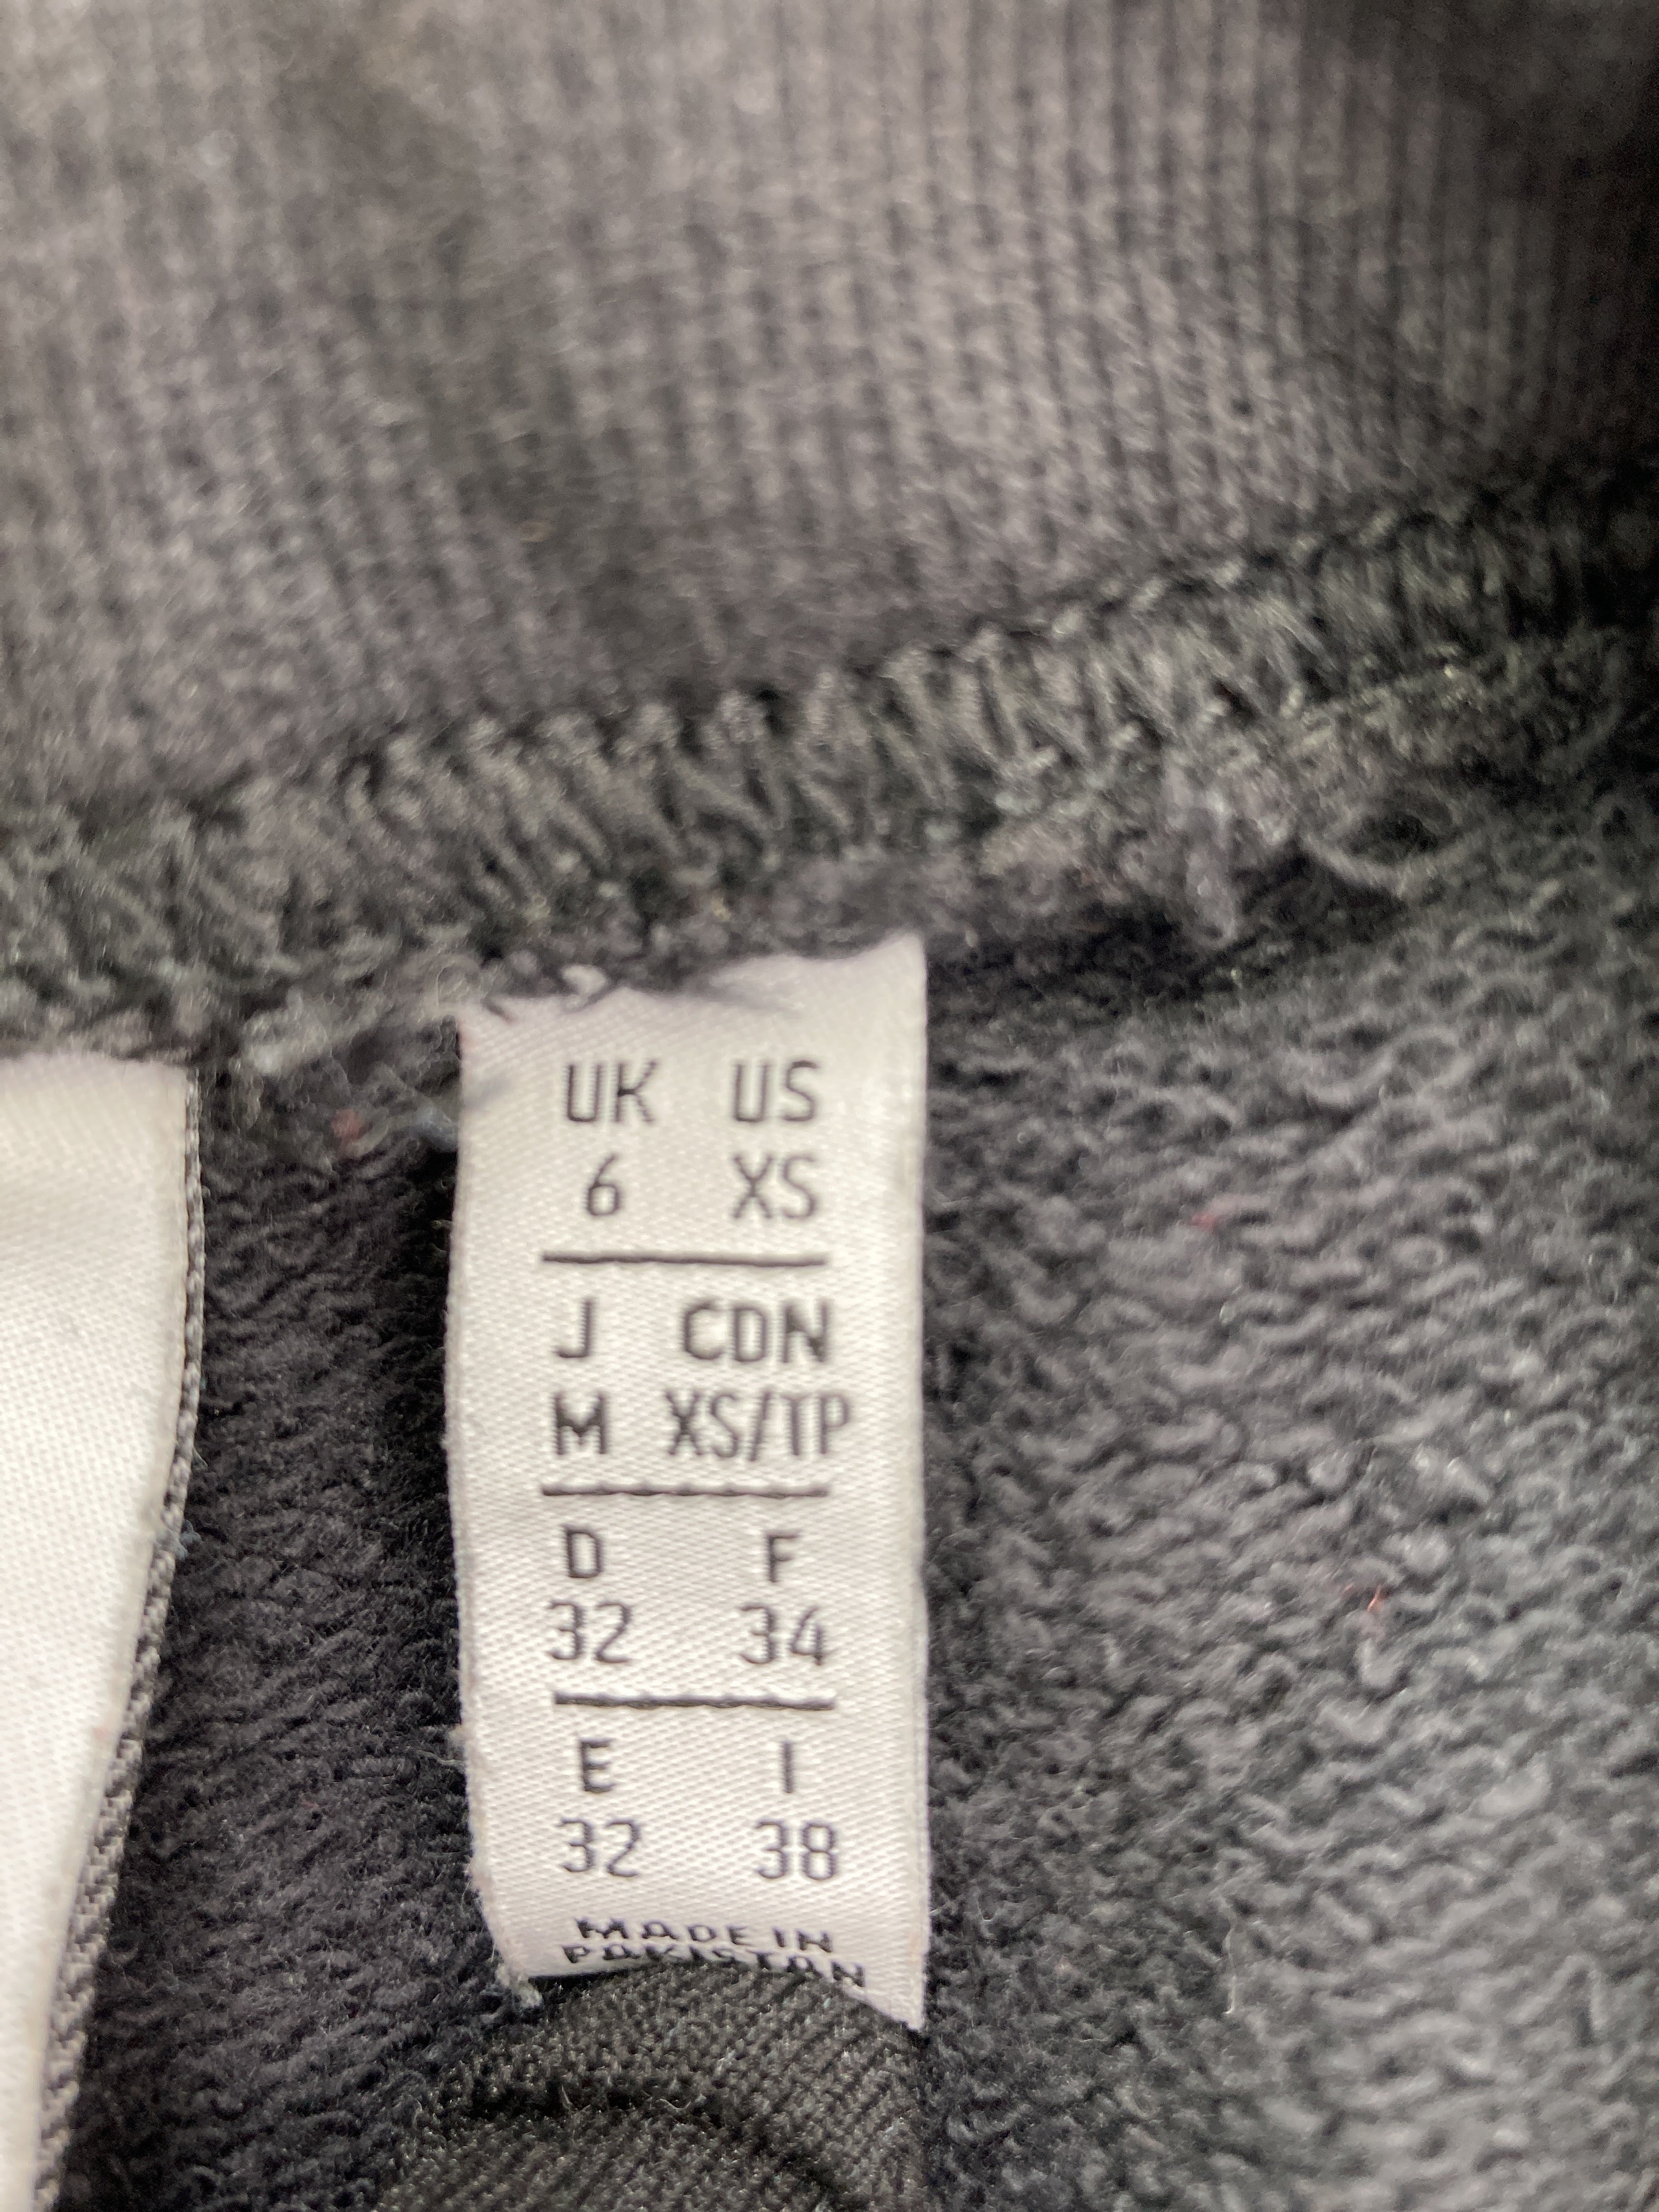 UK US
6 XS
J CDN
M XS/TP
D F
32 34
E I
32 38
MADE IN
PAKISTAN